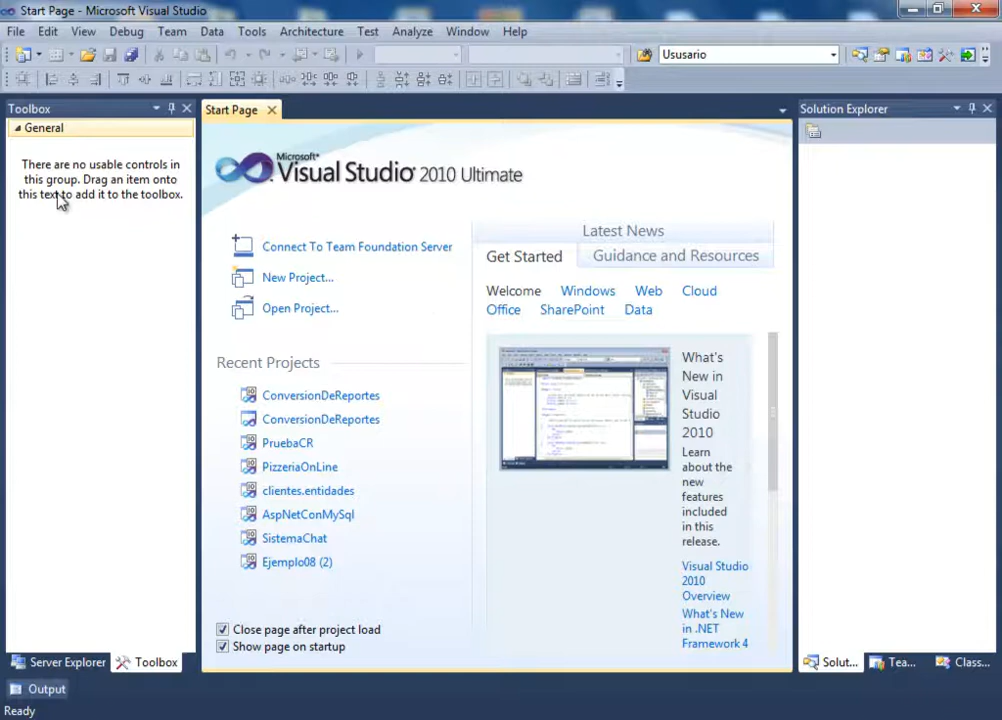 Start Page - Microsoft Visual Studio
File Edit View Debug Team Data Tools Architecture Test Analyze Window Help
Ususario
Toolbox
General
There are no usable controls in
this group. Drag an item onto
this text to add it to the toolbox.
Server Explorer Toolbox
Start Page
Microsoft®
Visual Studio® 2010 Ultimate
Connect To Team Foundation Server
New Project...
Open Project...
Recent Projects
ConversionDeReportes
ConversionDeReportes
PruebaCR
PizzeriaOnLine
clientes.entidades
AspNetConMySql
SistemaChat
Ejemplo08 (2)
Close page after project load
Show page on startup
Latest News
Get Started Guidance and Resources
Welcome Windows Web Cloud
Office SharePoint Data
What's
New in
Visual
Studio
2010
Learn
about the
new
features
included
in this
release.
Visual Studio
2010
Overview
What's New
in .NET
Framework 4
Solution Explorer
Solut... Tea... Class...
Output
Ready